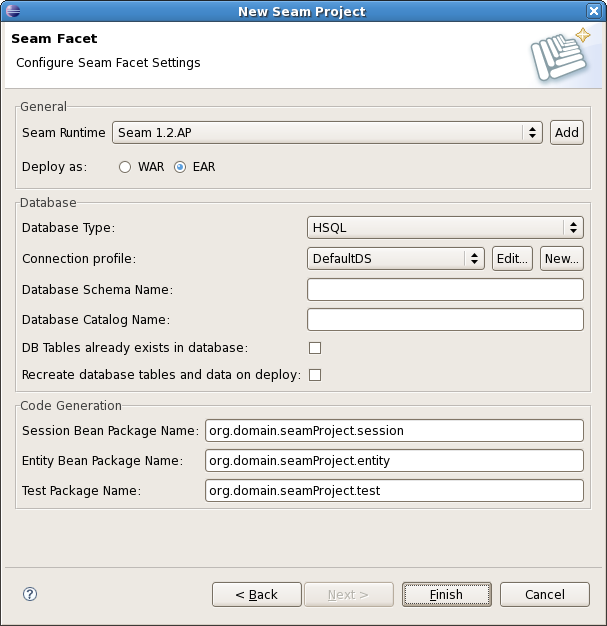 New Seam Project
Seam Facet
Configure Seam Facet Settings
General
Seam Runtime Seam 1.2.AP Add
Deploy as: WAR EAR
Database
Database Type: HSQL
Connection profile: DefaultDS Edit... New...
Database Schema Name:
Database Catalog Name:
DB Tables already exists in database:
Recreate database tables and data on deploy:
Code Generation
Session Bean Package Name: org.domain.seamProject.session
Entity Bean Package Name: org.domain.seamProject.entity
Test Package Name: org.domain.seamProject.test
? < Back Next > Finish Cancel